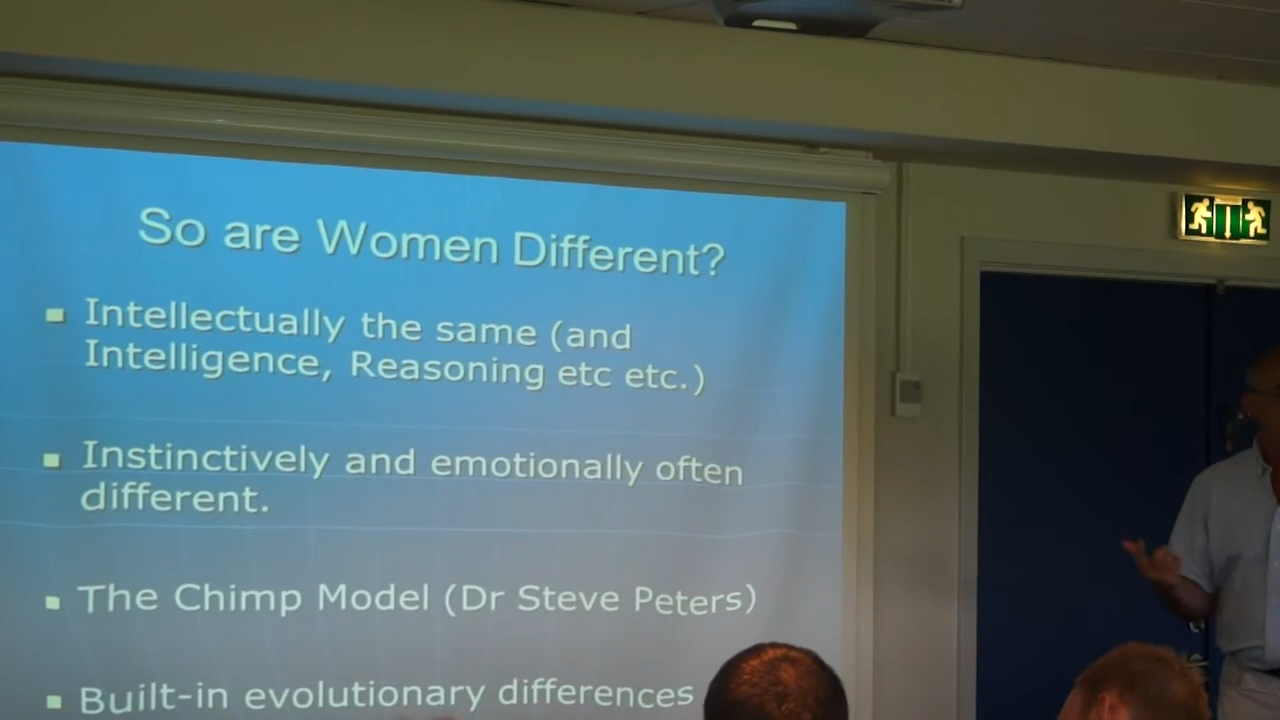 So are Women Different?
Intellectually the same (and
Intelligence, Reasoning etc etc.)
Instinctively and emotionally often
different.
The Chimp Model (Dr Steve Peters)
Built-in evolutionary differences